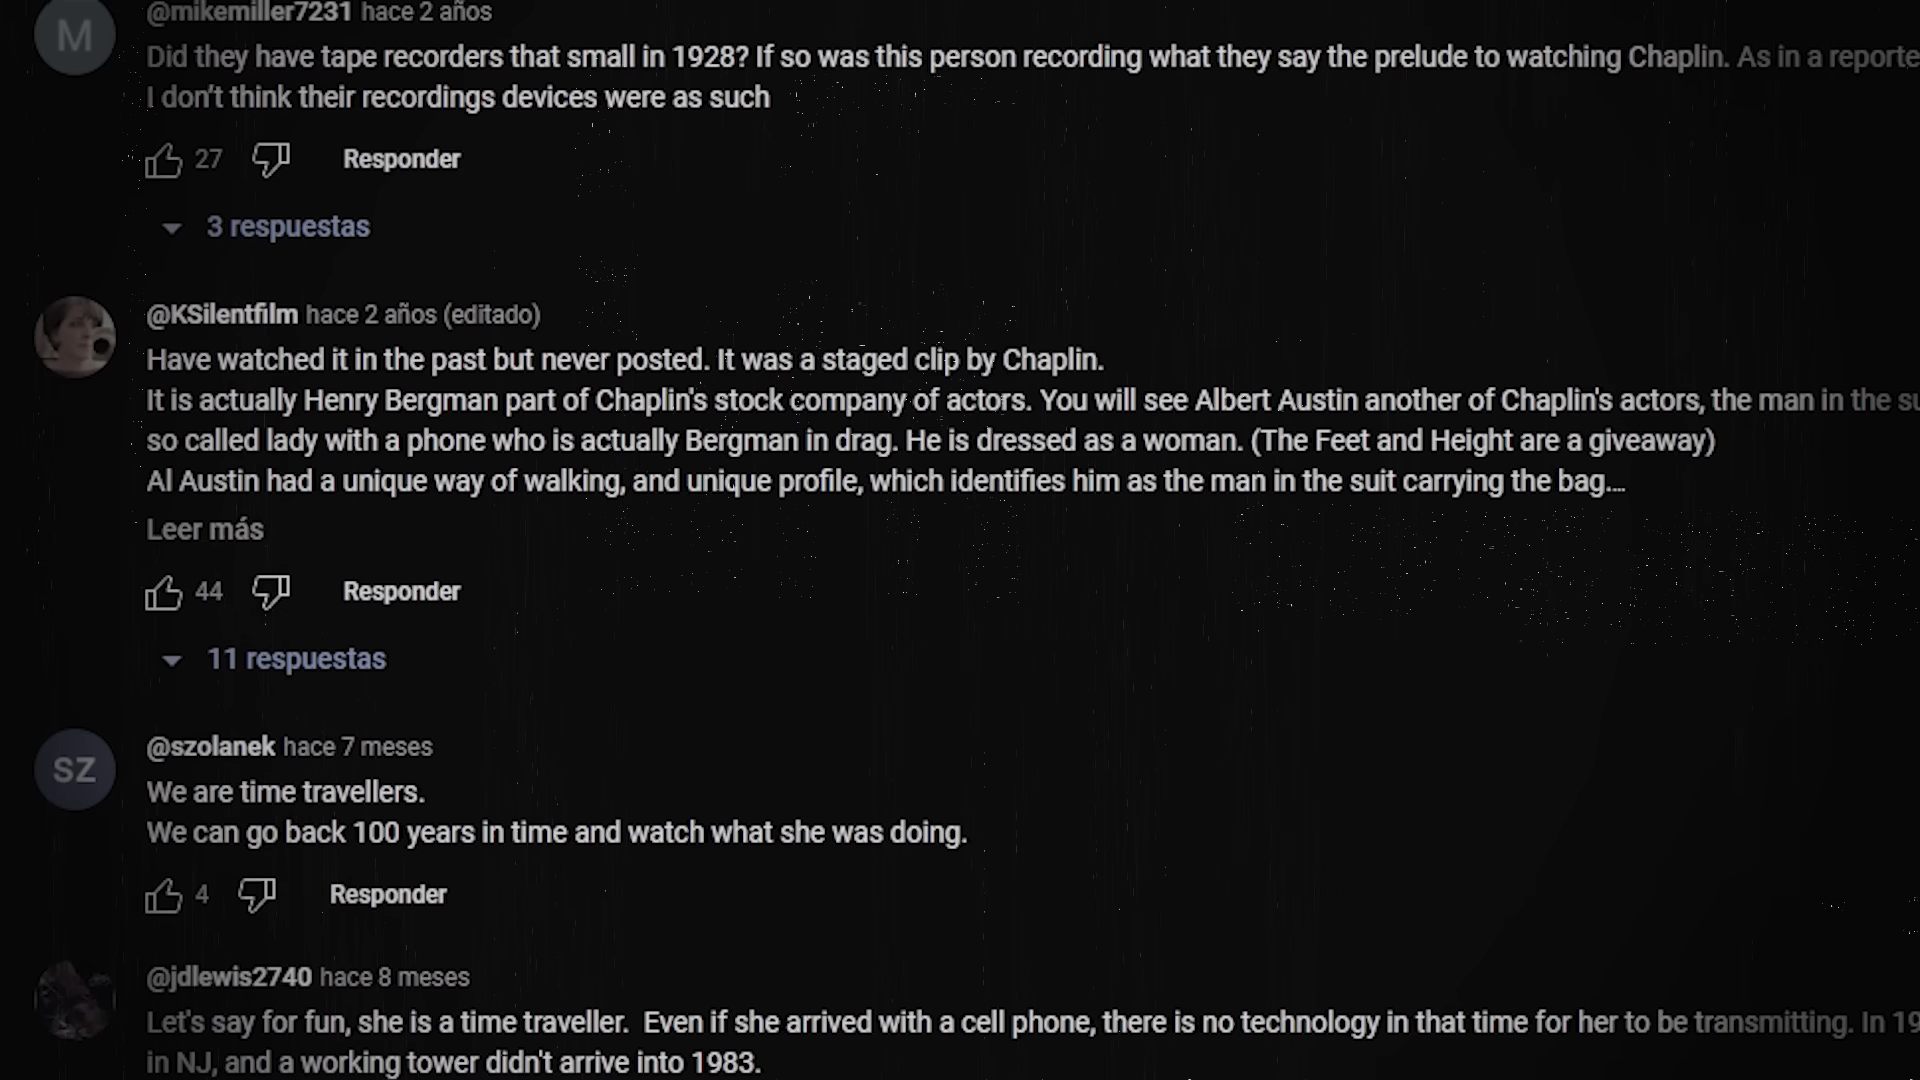 M
@mikemiller7231 hace 2 años
Did they have tape recorders that small in 1928? If so was this person recording what they say the prelude to watching Chaplin. As in a reporte
I don't think their recordings devices were as such
27 Responder
3 respuestas
@KSilentfilm hace 2 años (editado)
Have watched it in the past but never posted. It was a staged clip by Chaplin.
It is actually Henry Bergman part of Chaplin's stock company of actors. You will see Albert Austin another of Chaplin's actors, the man in the su
so called lady with a phone who is actually Bergman in drag. He is dressed as a woman. (The Feet and Height are a giveaway)
Al Austin had a unique way of walking, and unique profile, which identifies him as the man in the suit carrying the bag....
Leer más
44 Responder
11 respuestas
SZ
@szolanek hace 7 meses
We are time travellers.
We can go back 100 years in time and watch what she was doing.
4 Responder
@jdlewis2740 hace 8 meses
Let's say for fun, she is a time traveller.  Even if she arrived with a cell phone, there is no technology in that time for her to be transmitting. In 19
in NJ, and a working tower didn't arrive into 1983.